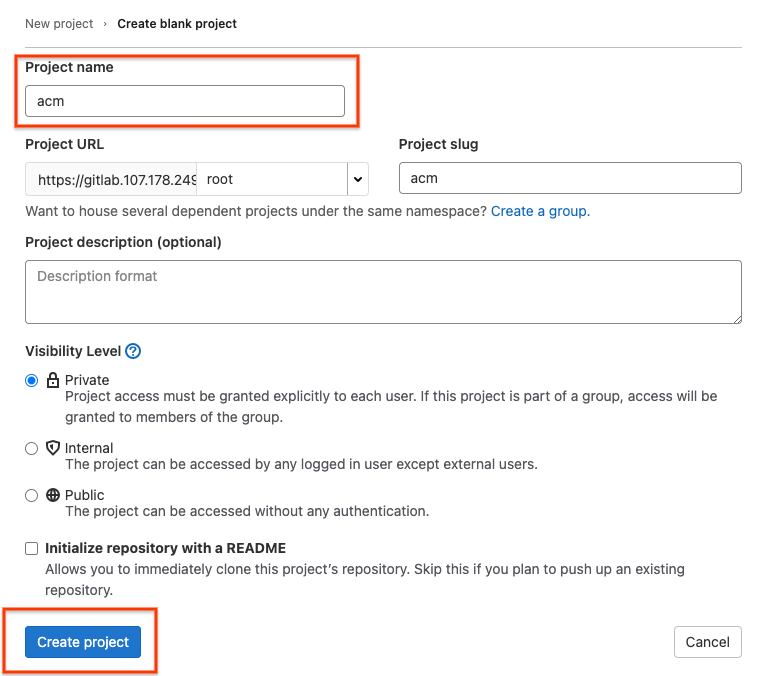 New project › Create blank project
Project name
acm
Project URL
Project slug
https://gitlab.107.178.249 root
acm
Want to house several dependent projects under the same namespace? Create a group.
Project description (optional)
Description format
Visibility Level
Private
Project access must be granted explicitly to each user. If this project is part of a group, access will be
granted to members of the group.
Internal
The project can be accessed by any logged in user except external users.
Public
The project can be accessed without any authentication.
Initialize repository with a README
Allows you to immediately clone this project’s repository. Skip this if you plan to push up an existing
repository.
Create project
Cancel